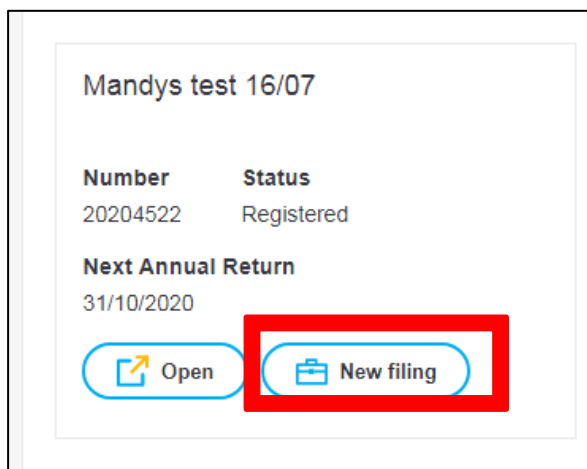 Mandys test 16/07
Number Status
20204522 Registered
Next Annual Return
31/10/2020
Open New filing